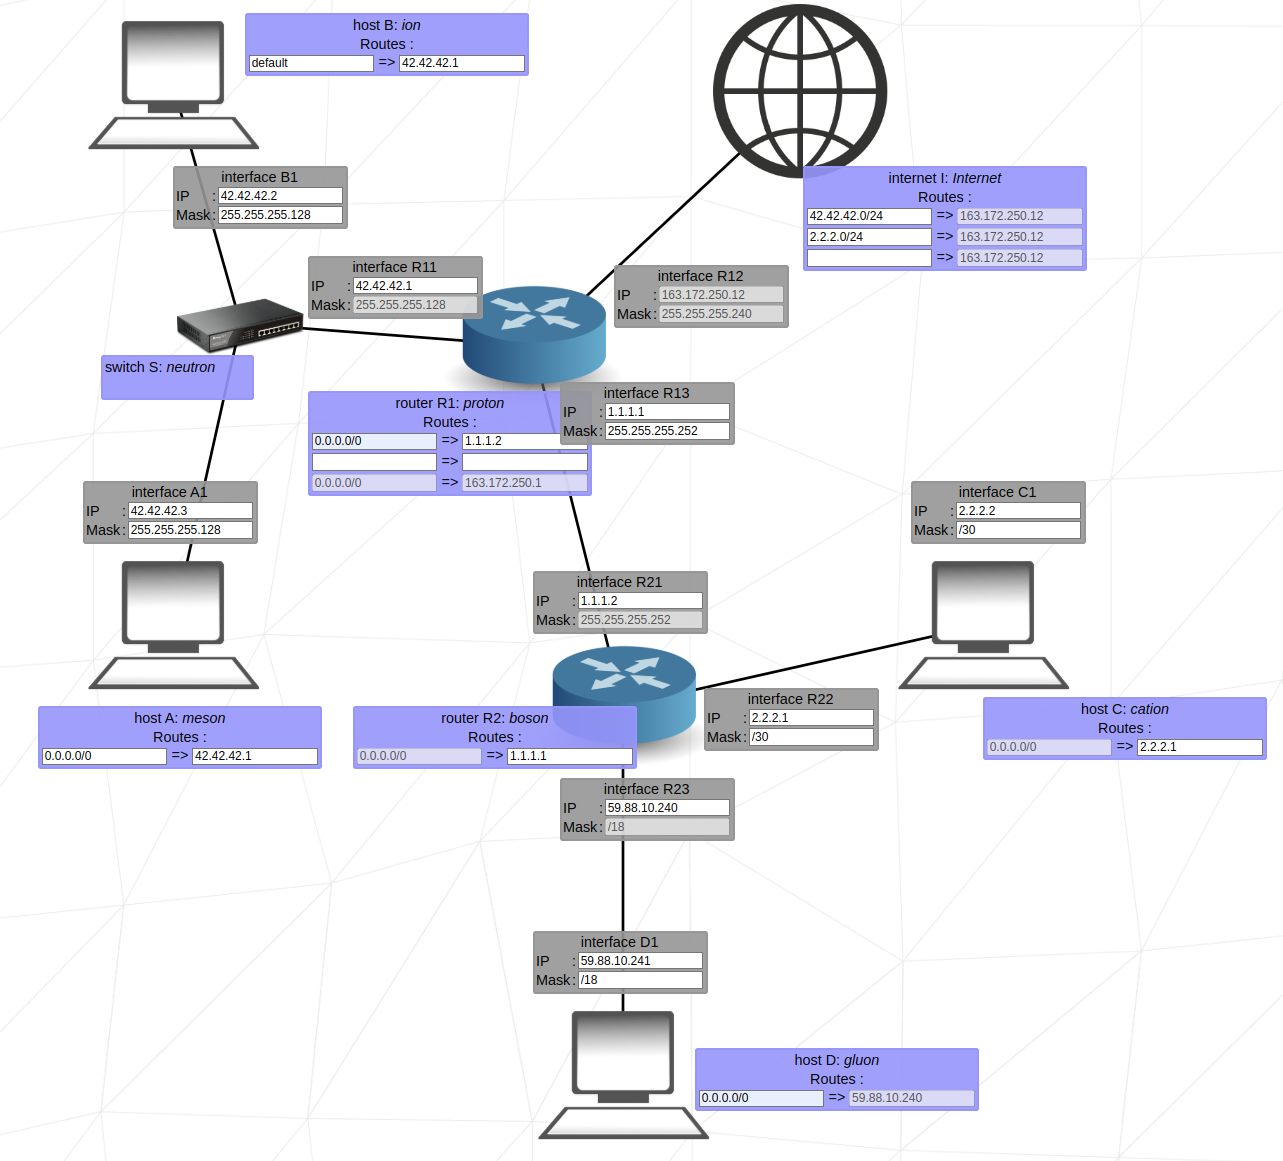 host B: ion
Routes :
default => 42.42.42.1
interface B1
IP : 42.42.42.2
Mask : 255.255.255.128
internet I: Internet
Routes :
42.42.42.0/24 => 163.172.250.12
2.2.2.0/24 => 163.172.250.12
=> 163.172.250.12
interface R11
IP : 42.42.42.1
Mask : 255.255.255.128
interface R12
IP : 163.172.250.12
Mask : 255.255.255.240
switch S: neutron
interface R13
IP : 1.1.1.1
Mask : 255.255.255.252
router R1: proton
Routes :
0.0.0.0/0 => 1.1.1.2
=>
0.0.0.0/0 => 163.172.250.1
interface A1
IP : 42.42.42.3
Mask : 255.255.255.128
interface C1
IP : 2.2.2.2
Mask : /30
interface R21
IP : 1.1.1.2
Mask : 255.255.255.252
interface R22
IP : 2.2.2.1
Mask : /30
host A: meson
Routes :
0.0.0.0/0 => 42.42.42.1
router R2: boson
Routes :
0.0.0.0/0 => 1.1.1.1
host C: cation
Routes :
0.0.0.0/0 => 2.2.2.1
interface R23
IP : 59.88.10.240
Mask : /18
interface D1
IP : 59.88.10.241
Mask : /18
host D: gluon
Routes :
0.0.0.0/0 => 59.88.10.240